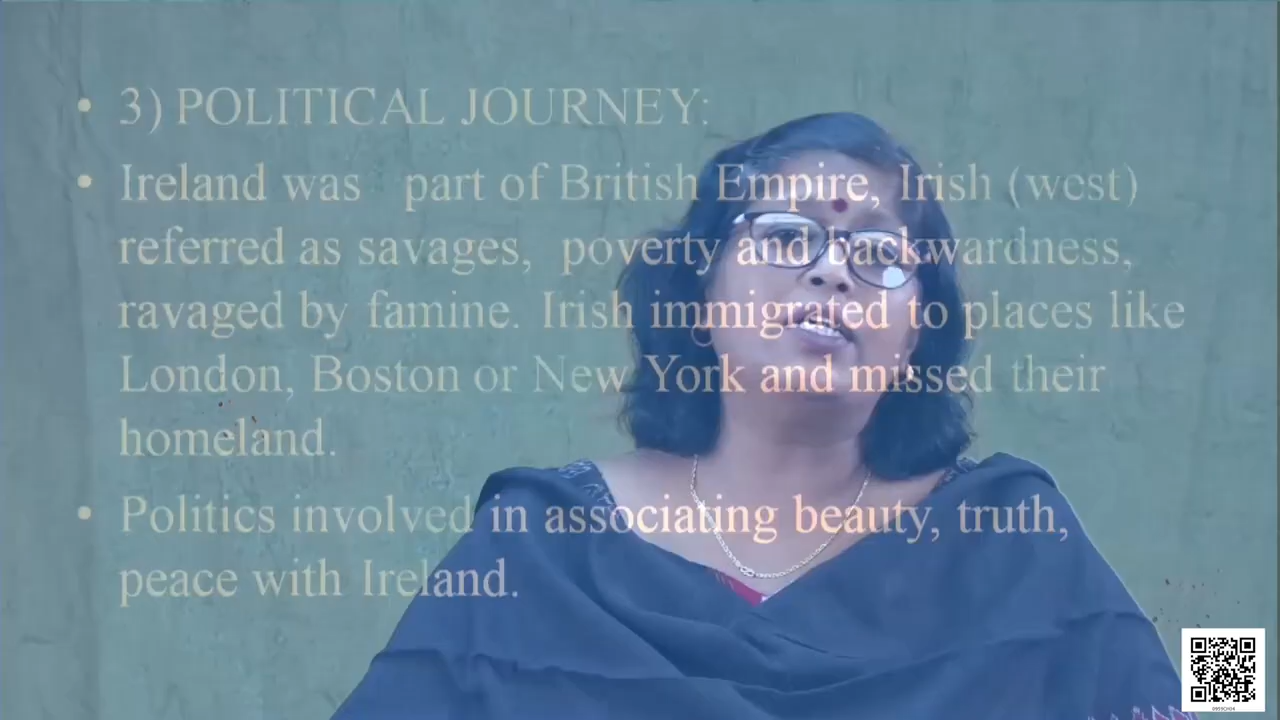 • 3) POLITICAL JOURNEY:
• Ireland was part of British Empire, Irish (west)
referred as savages, poverty and backwardness,
ravaged by famine. Irish immigrated to places like
London, Boston or New York and missed their
homeland.
• Politics involved in associating beauty, truth,
peace with Ireland.